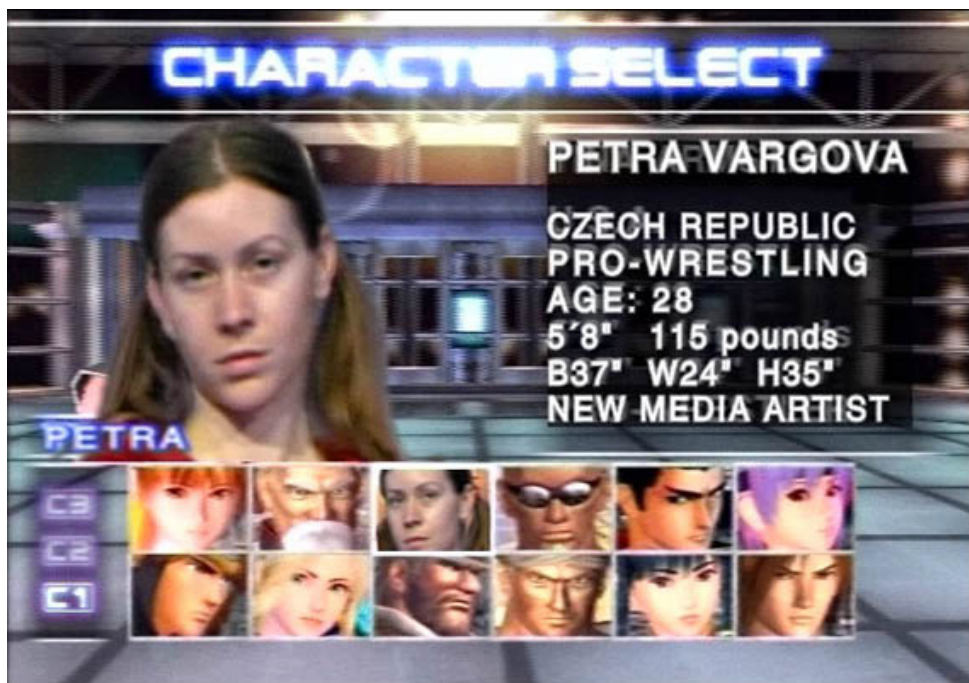 CHARACTER SELECT
PETRA VARGOVA
CZECH REPUBLIC
PRO-WRESTLING
AGE: 28
5´8" 115 pounds
B37" W24" H35"
NEW MEDIA ARTIST
PETRA
C3
C2
C1